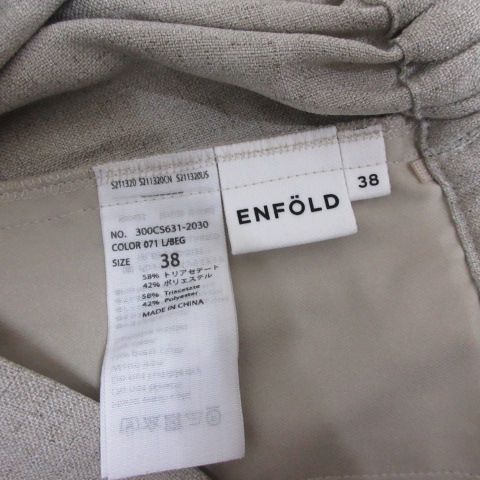 S211320 S211320CN S211320US
NO. 300CS631-2030
COLOR 071 L/BEG
SIZE 38
58% トリアセテート
42% ポリエステル
58% Triacetate
42% Polyester
MADE IN CHINA
ENFÖLD
38